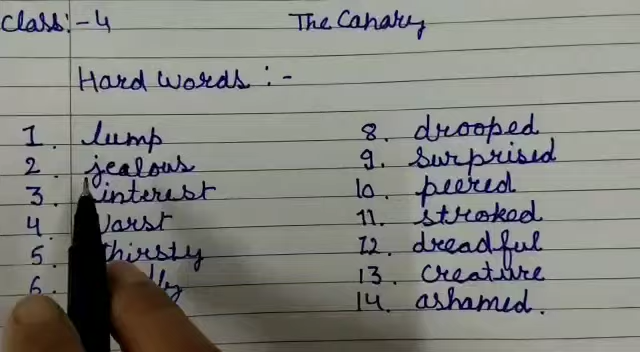 Class:- 4 The Canary
Hard Words :-
1. lump
2. jealous
3. interest
4.
5. thirsty
6.
8. drooped
9. surprised
10. peered
11. stroked
12. dreadful
13. creature
14. ashamed.